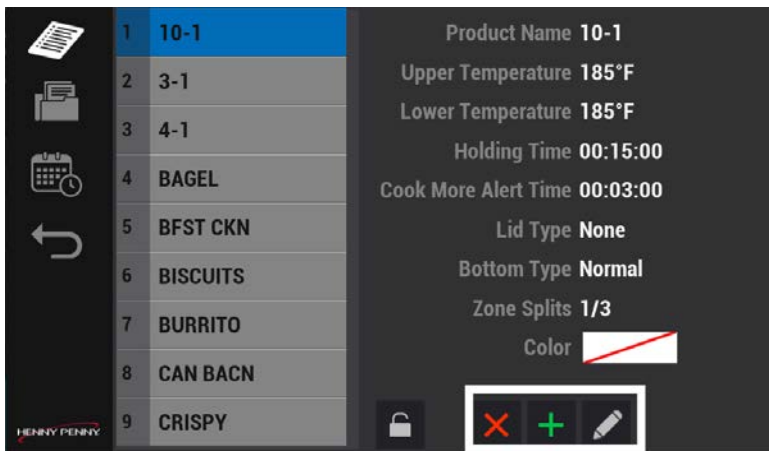 1 10-1
2 3-1
3 4-1
4 BAGEL
5 BFST CKN
6 BISCUITS
7 BURRITO
8 CAN BACN
9 CRISPY
Product Name 10-1
Upper Temperature 185°F
Lower Temperature 185°F
Holding Time 00:15:00
Cook More Alert Time 00:03:00
Lid Type None
Bottom Type Normal
Zone Splits 1/3
Color
HENNY PENNY